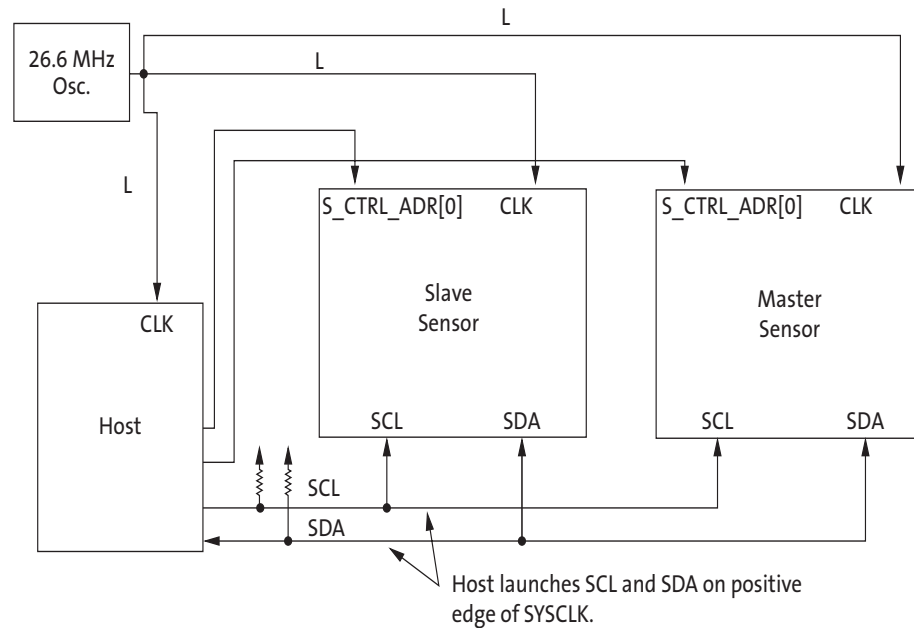 L
26.6 MHz
Osc.
L
L
S_CTRL_ADR[0] CLK
S_CTRL_ADR[0] CLK
Slave
Sensor
Master
Sensor
CLK
Host
SCL SDA
SCL SDA
SCL
SDA
Host launches SCL and SDA on positive
edge of SYSCLK.